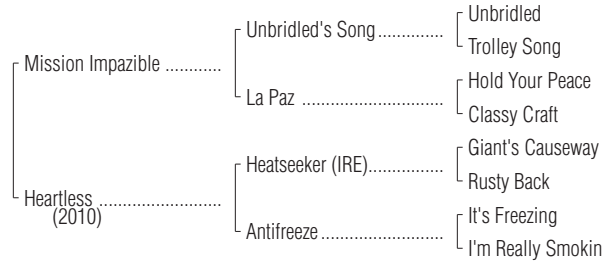 Unbridled
Unbridled's Song..............
Trolley Song
Mission Impazible ............
Hold Your Peace
La Paz ..............................
Classy Craft
Giant's Causeway
Heatseeker (IRE)................
Rusty Back
Heartless ..........................
(2010)
It's Freezing
Antifreeze ..........................
I'm Really Smokin